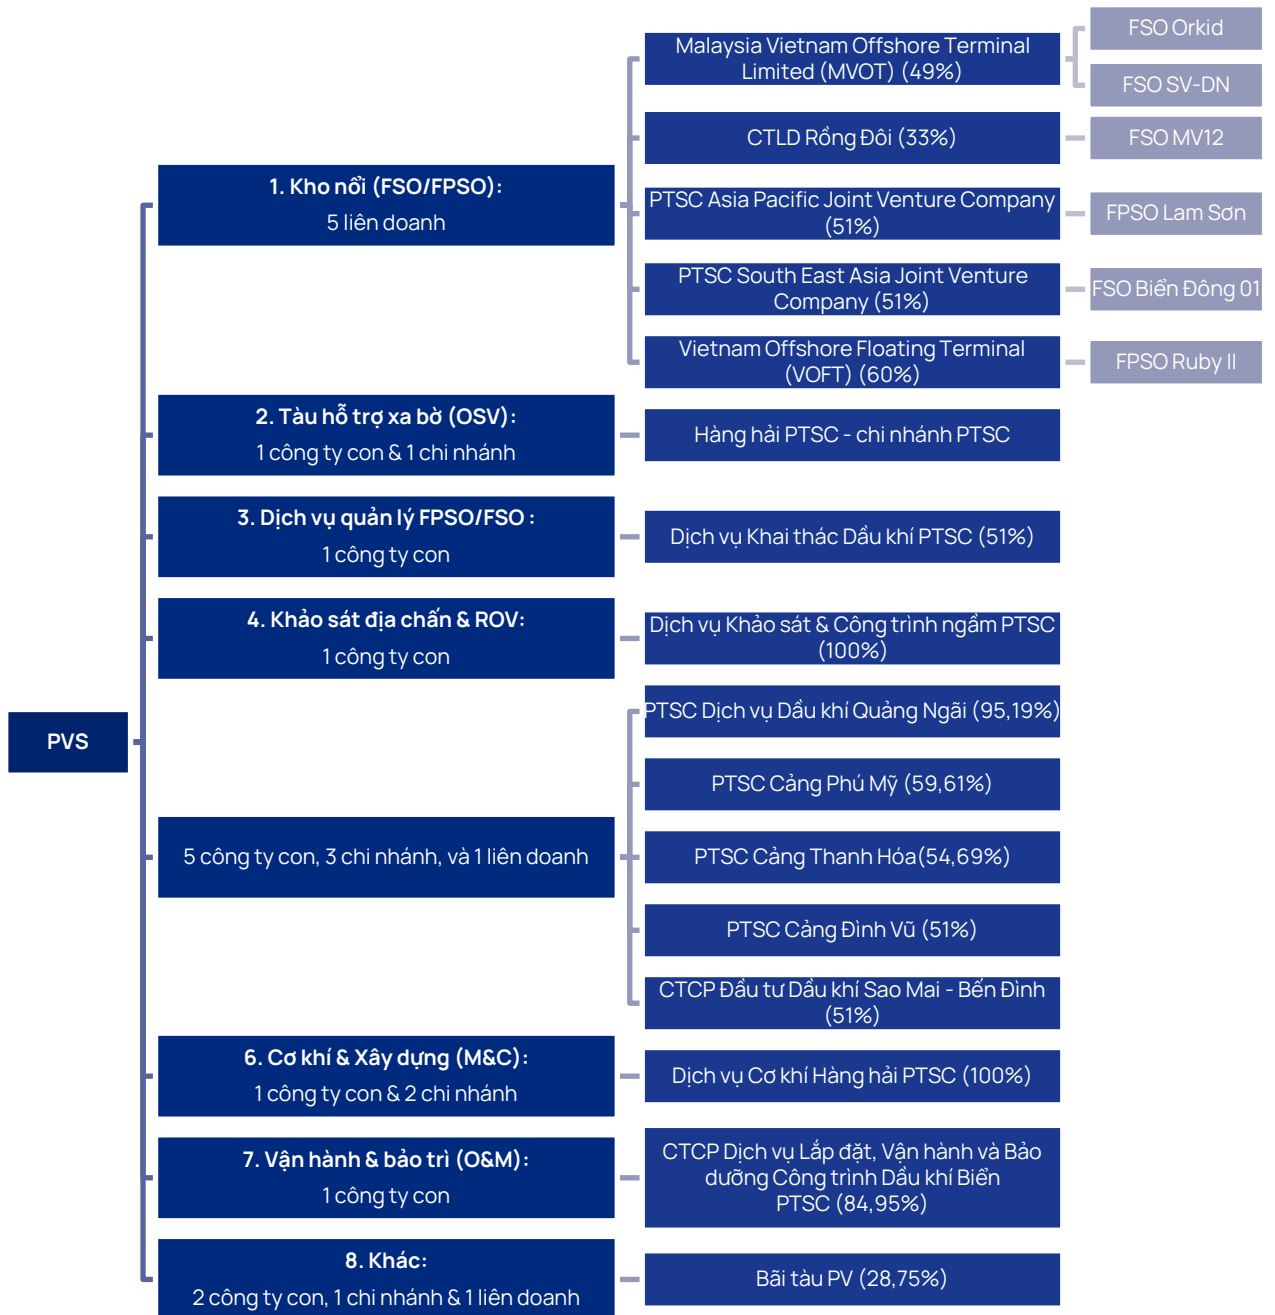 PVS
1. Kho nổi (FSO/FPSO):
5 liên doanh
Malaysia Vietnam Offshore Terminal
Limited (MVOT) (49%)
FSO Orkid
FSO SV-DN
CTLD Rồng Đôi (33%)
FSO MV12
PTSC Asia Pacific Joint Venture Company
(51%)
FPSO Lam Sơn
PTSC South East Asia Joint Venture
Company (51%)
FSO Biển Đông 01
Vietnam Offshore Floating Terminal
(VOFT) (60%)
FPSO Ruby II
2. Tàu hỗ trợ xa bờ (OSV):
1 công ty con & 1 chi nhánh
Hàng hải PTSC - chi nhánh PTSC
3. Dịch vụ quản lý FPSO/FSO :
1 công ty con
Dịch vụ Khai thác Dầu khí PTSC (51%)
4. Khảo sát địa chấn & ROV:
1 công ty con
Dịch vụ Khảo sát & Công trình ngầm PTSC
(100%)
5 công ty con, 3 chi nhánh, và 1 liên doanh
PTSC Dịch vụ Dầu khí Quảng Ngãi (95,19%)
PTSC Cảng Phú Mỹ (59,61%)
PTSC Cảng Thanh Hóa(54,69%)
PTSC Cảng Đình Vũ (51%)
CTCP Đầu tư Dầu khí Sao Mai - Bến Đình
(51%)
6. Cơ khí & Xây dựng (M&C):
1 công ty con & 2 chi nhánh
Dịch vụ Cơ khí Hàng hải PTSC (100%)
7. Vận hành & bảo trì (O&M):
1 công ty con
CTCP Dịch vụ Lắp đặt, Vận hành và Bảo
dưỡng Công trình Dầu khí Biển
PTSC (84,95%)
8. Khác:
2 công ty con, 1 chi nhánh & 1 liên doanh
Bãi tàu PV (28,75%)